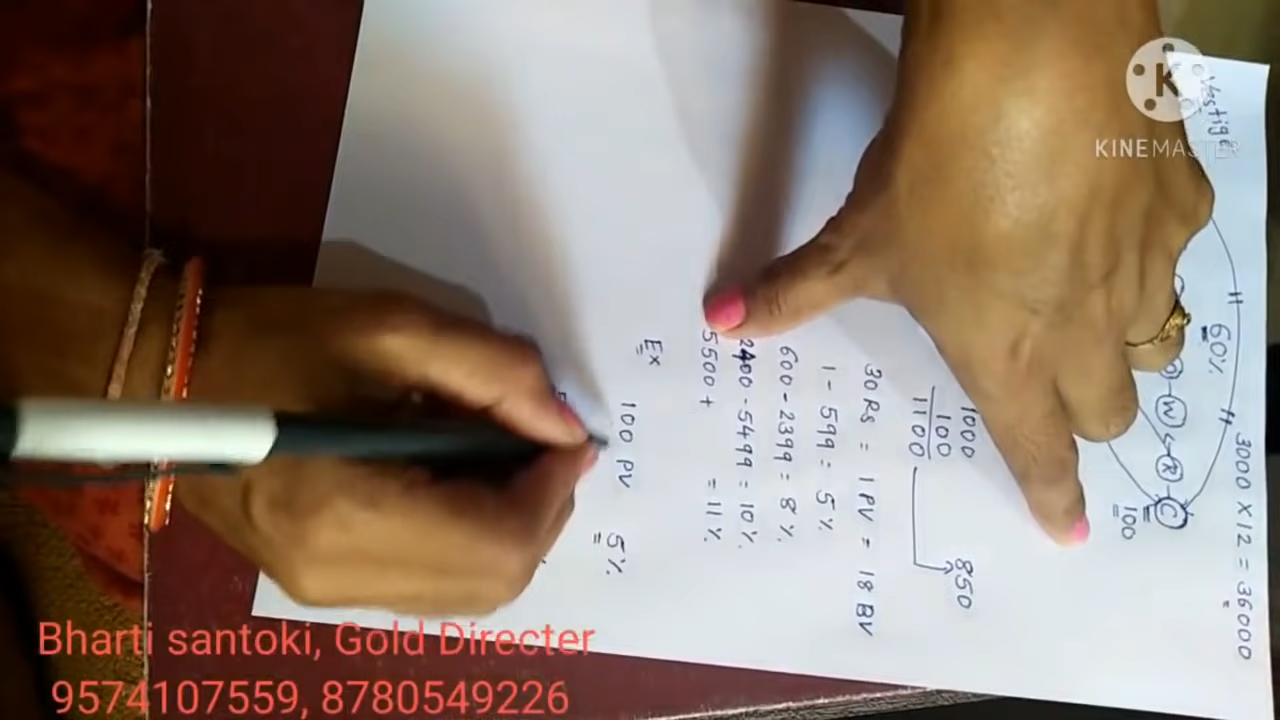 Vestige
3000 X 12 = 36000
60%
W
R
C
100
1000
100
1100
850
30 RS = 1 PV = 18 BV
1 - 599 = 5%
600 - 2399 = 8%
2400 - 5499 = 10%
5500 + = 11%
Ex
100 PV 5%
K
KINEMASTER
Bharti santoki, Gold Directer
9574107559, 8780549226